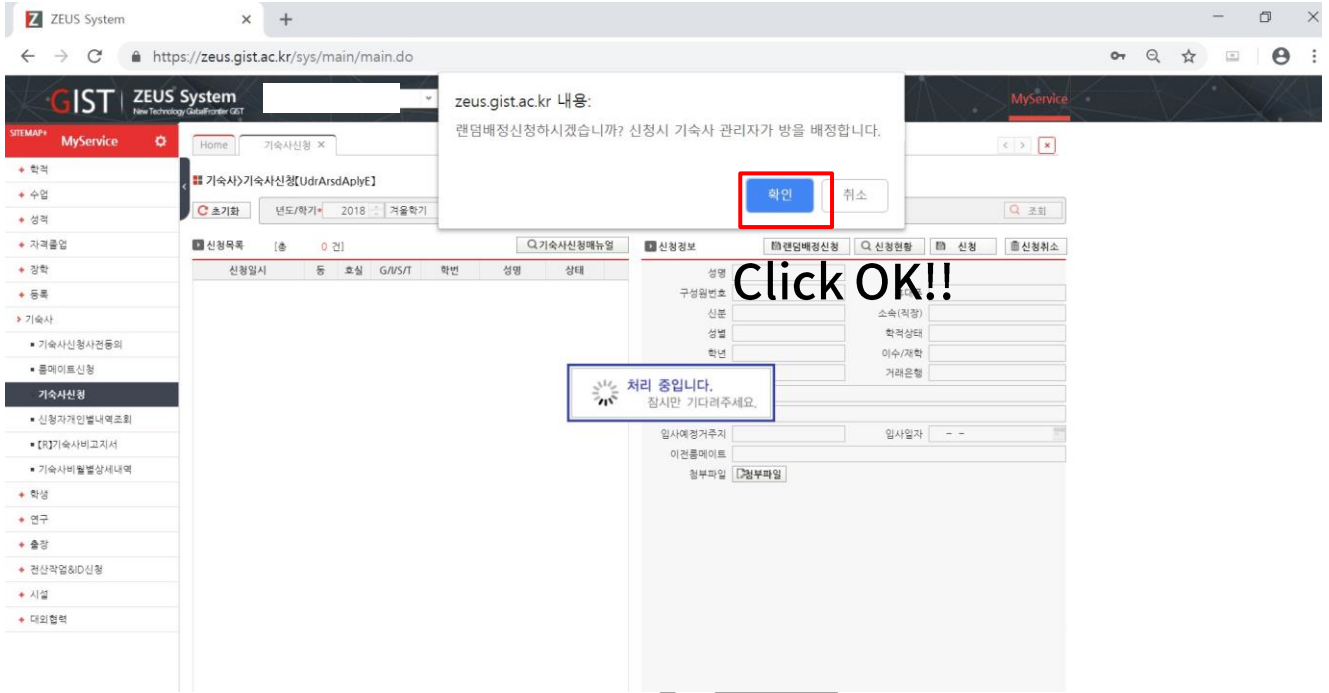 ZEUS System
https://zeus.gist.ac.kr/sys/main/main.do
GIST
ZEUS System
New Technology Global Frontier GIST
MyService
zeus.gist.ac.kr 내용:
랜덤배정신청하시겠습니까? 신청시 기숙사 관리자가 방을 배정합니다.
확인
취소
SITEMAP+
MyService
Home
기숙사신청
기숙사>기숙사신청【UdrArsdAplyE】
초기화
년도/학기* 2018 겨울학기
조회
신청목록 [총 0 건]
기숙사신청매뉴얼
신청정보
랜덤배정신청
신청현황
신청
신청취소
신청일시 동 호실 G/I/S/T 학번 성명 상태
Click OK!!
성명
구성원번호
신분 소속(직장)
성별 학적상태
학년 이수/재학
거래은행
처리 중입니다.
잠시만 기다려주세요.
입사예정거주지 입사일자 - -
이전룸메이트
첨부파일 첨부파일
학적
수업
성적
자격졸업
장학
등록
기숙사
기숙사신청사전동의
룸메이트신청
기숙사신청
신청자개인별내역조회
[R]기숙사비고지서
기숙사비월별상세내역
학생
연구
출장
전산작업&ID신청
시설
대외협력